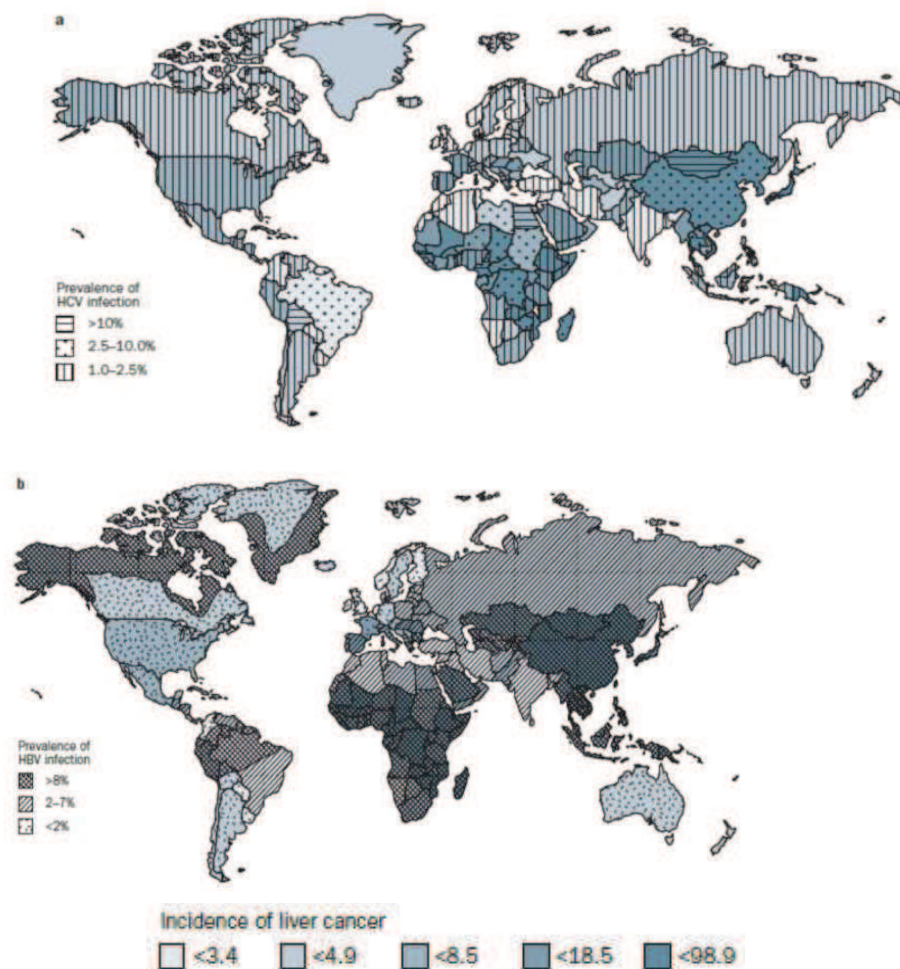 a
Prevalence of
HCV infection
>10%
2.5–10.0%
1.0–2.5%
b
Prevalence of
HBV infection
>8%
2–7%
<2%
Incidence of liver cancer
<3.4
<4.9
<8.5
<18.5
<98.9